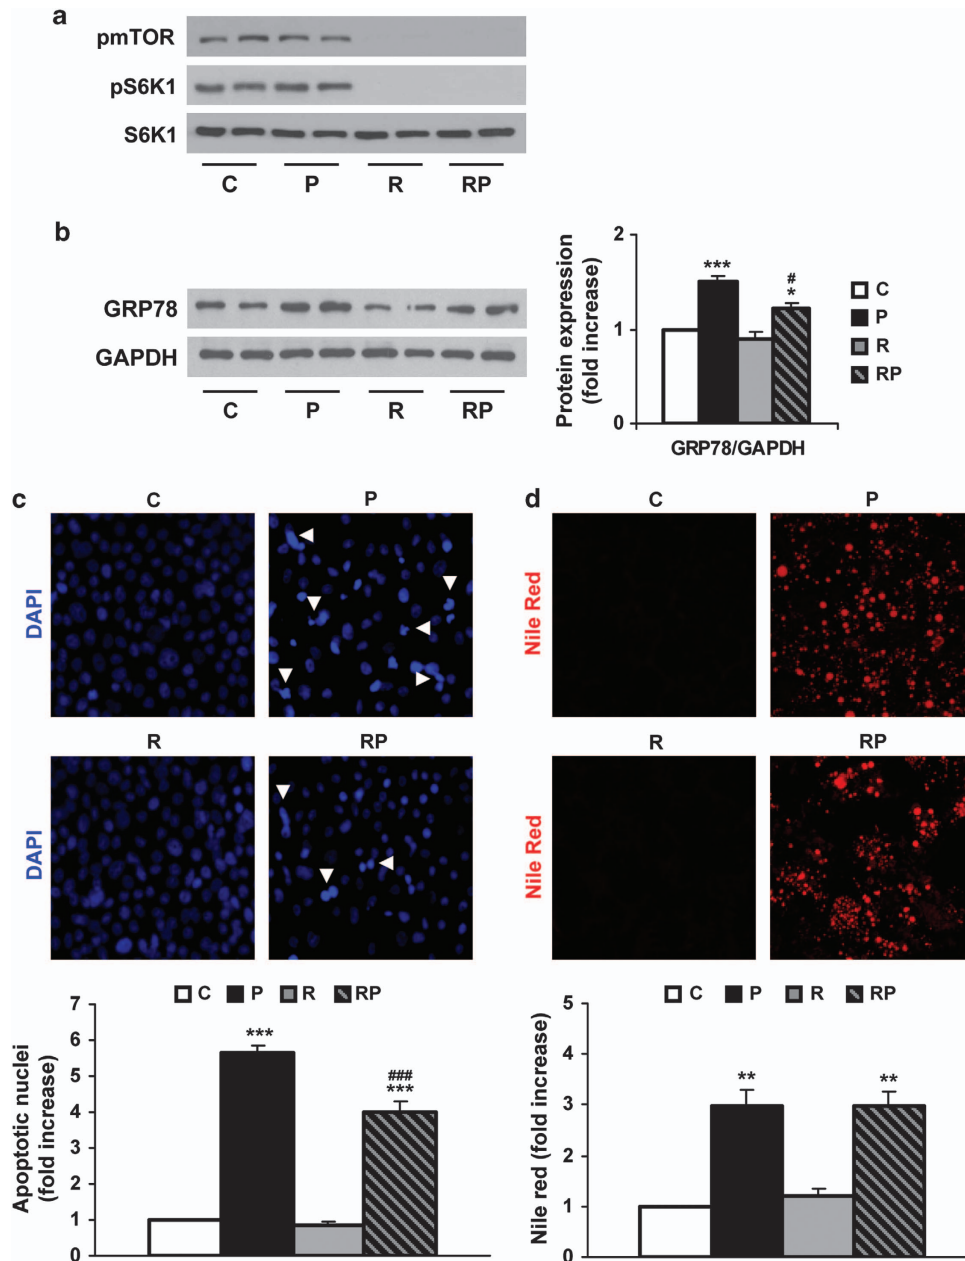 a
pmTOR
pS6K1
S6K1
C P R RP
b
GRP78
GAPDH
C P R RP
Protein expression
(fold increase)
2
1
0
***
#
*
GRP78/GAPDH
C
P
R
RP
c
C P
DAPI
R RP
DAPI
d
C P
Nile Red
R RP
Nile Red
C P R RP
Apoptotic nuclei
(fold increase)
7
6
5
4
3
2
1
0
***
###
***
C P R RP
Nile red (fold increase)
5
4
3
2
1
0
**
**